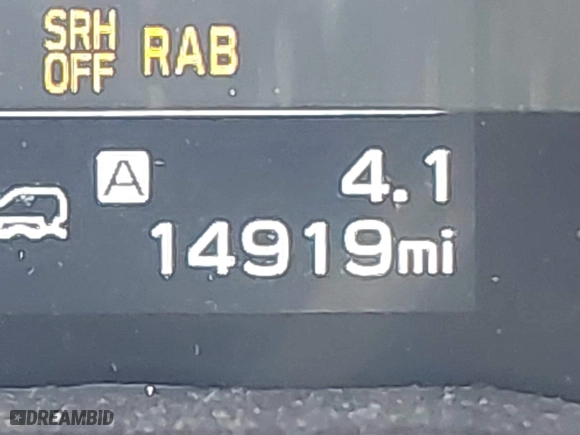 SRH
OFF RAB
A 4.1
14919mi
DREAMBID